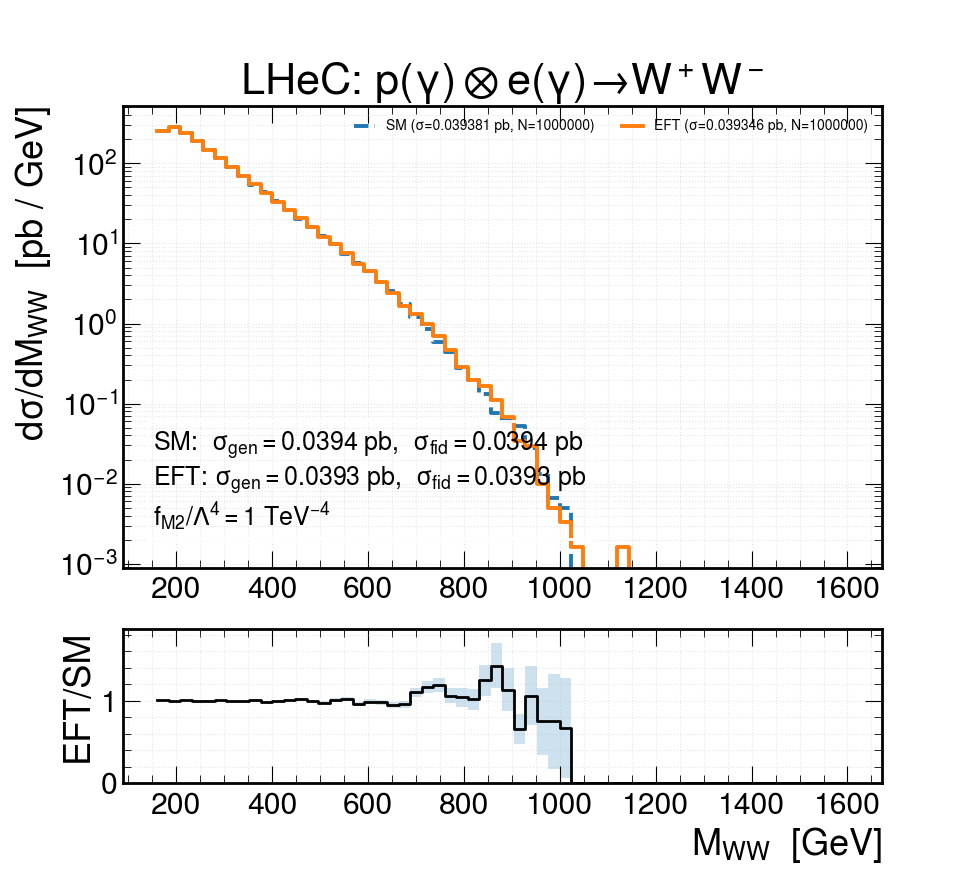 LHeC: p(γ)⊗e(γ)→W⁺W⁻
dσ/dM_WW [pb / GeV]
SM (σ=0.039381 pb, N=1000000)
EFT (σ=0.039346 pb, N=1000000)
10²
10¹
10⁰
10⁻¹
10⁻²
10⁻³
SM: σ_gen = 0.0394 pb, σ_fid = 0.0394 pb
EFT: σ_gen = 0.0393 pb, σ_fid = 0.0393 pb
f_M2/Λ⁴ = 1 TeV⁻⁴
200 400 600 800 1000 1200 1400 1600
EFT/SM
1
0
200 400 600 800 1000 1200 1400 1600
M_WW [GeV]